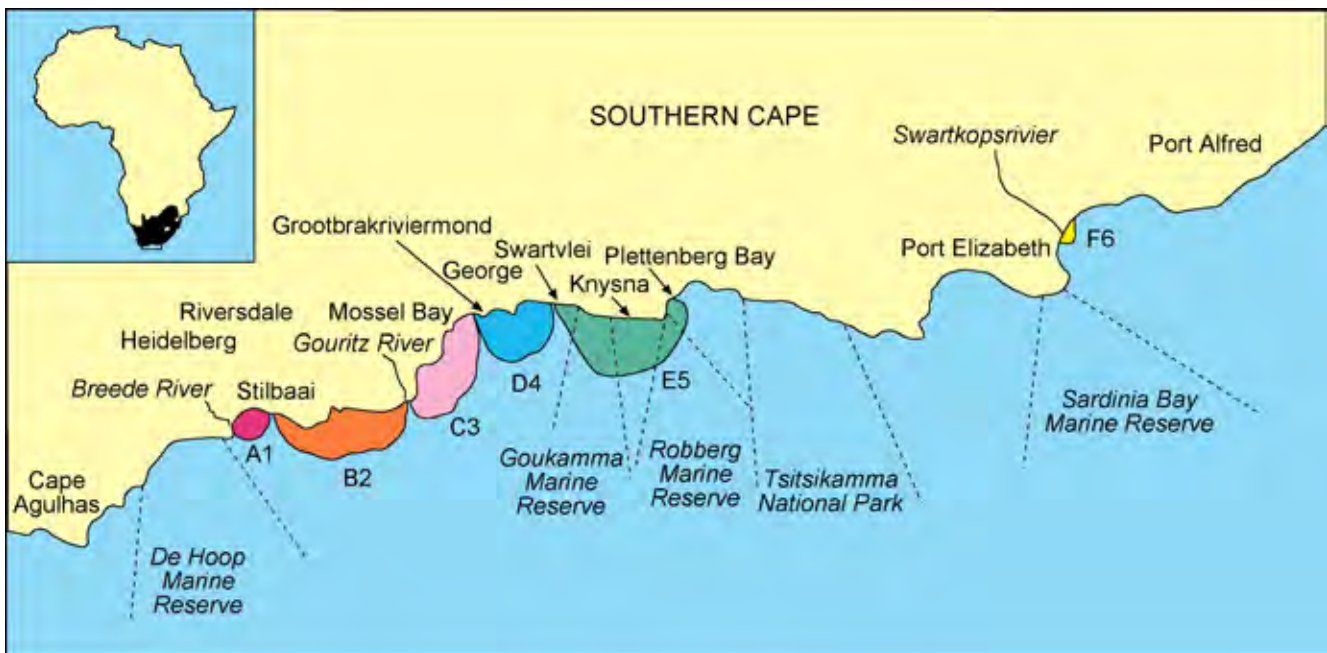 SOUTHERN CAPE
Swartkopsrivier
Port Alfred
Grootbrakriviermond
Swartvlei
Plettenberg Bay
Port Elizabeth
F6
George
Knysna
Riversdale
Mossel Bay
Heidelberg
Gouritz River
Breede River
Stilbaai
D4
E5
A1
C3
B2
Cape
Agulhas
Goukamma
Marine
Reserve
Robberg
Marine
Reserve
Tsitsikamma
National Park
Sardinia Bay
Marine Reserve
De Hoop
Marine
Reserve